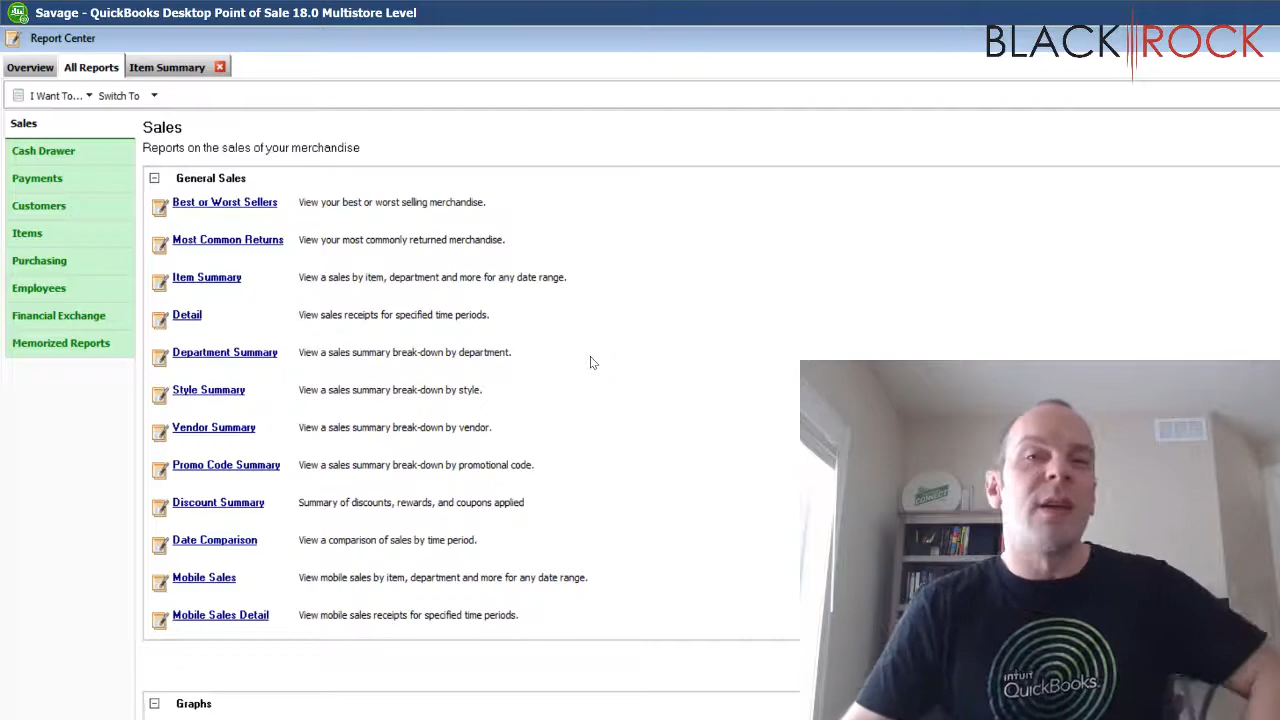 Savage - QuickBooks Desktop Point of Sale 18.0 Multistore Level
BLACK ROCK
Report Center
Overview All Reports Item Summary
I Want To... Switch To
Sales
Cash Drawer
Payments
Customers
Items
Purchasing
Employees
Financial Exchange
Memorized Reports
Sales
Reports on the sales of your merchandise
General Sales
Best or Worst Sellers View your best or worst selling merchandise.
Most Common Returns View your most commonly returned merchandise.
Item Summary View a sales by item, department and more for any date range.
Detail View sales receipts for specified time periods.
Department Summary View a sales summary break-down by department.
Style Summary View a sales summary break-down by style.
Vendor Summary View a sales summary break-down by vendor.
Promo Code Summary View a sales summary break-down by promotional code.
Discount Summary Summary of discounts, rewards, and coupons applied
Date Comparison View a comparison of sales by time period.
Mobile Sales View mobile sales by item, department and more for any date range.
Mobile Sales Detail View mobile sales receipts for specified time periods.
Graphs
CONNECT
INTUIT
QuickBooks.